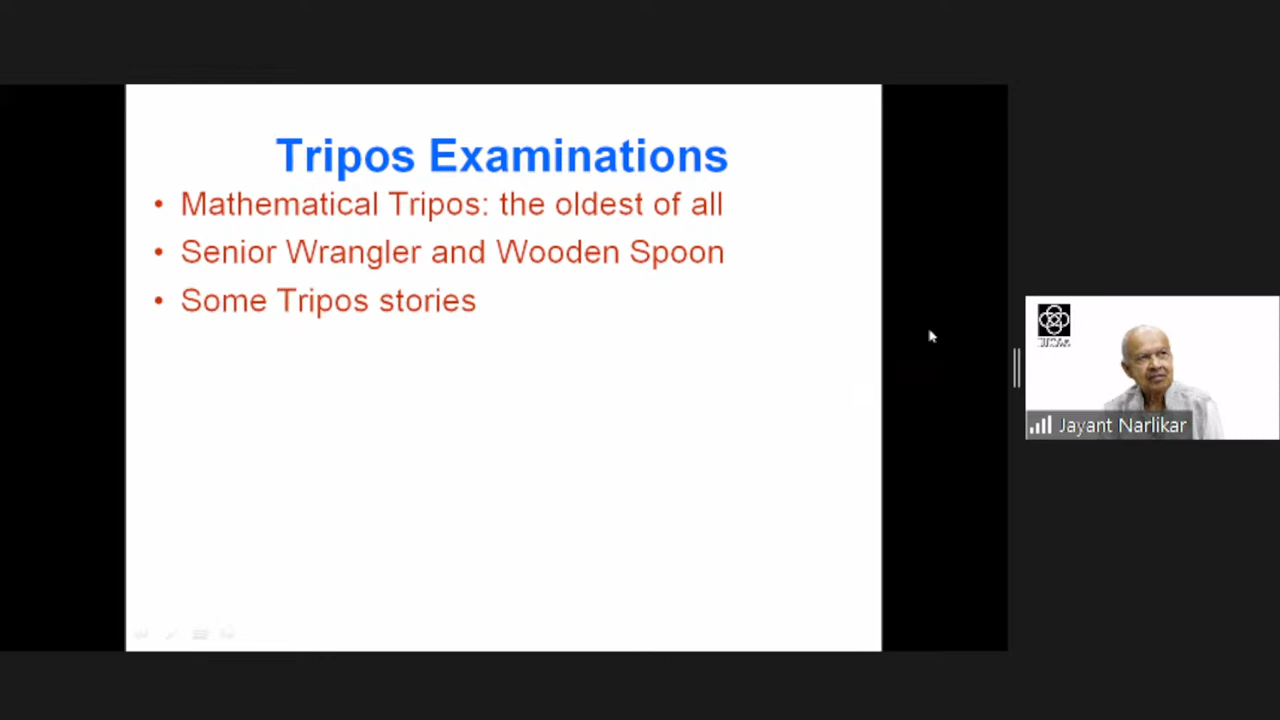 Tripos Examinations
• Mathematical Tripos: the oldest of all
• Senior Wrangler and Wooden Spoon
• Some Tripos stories
Jayant Narlikar